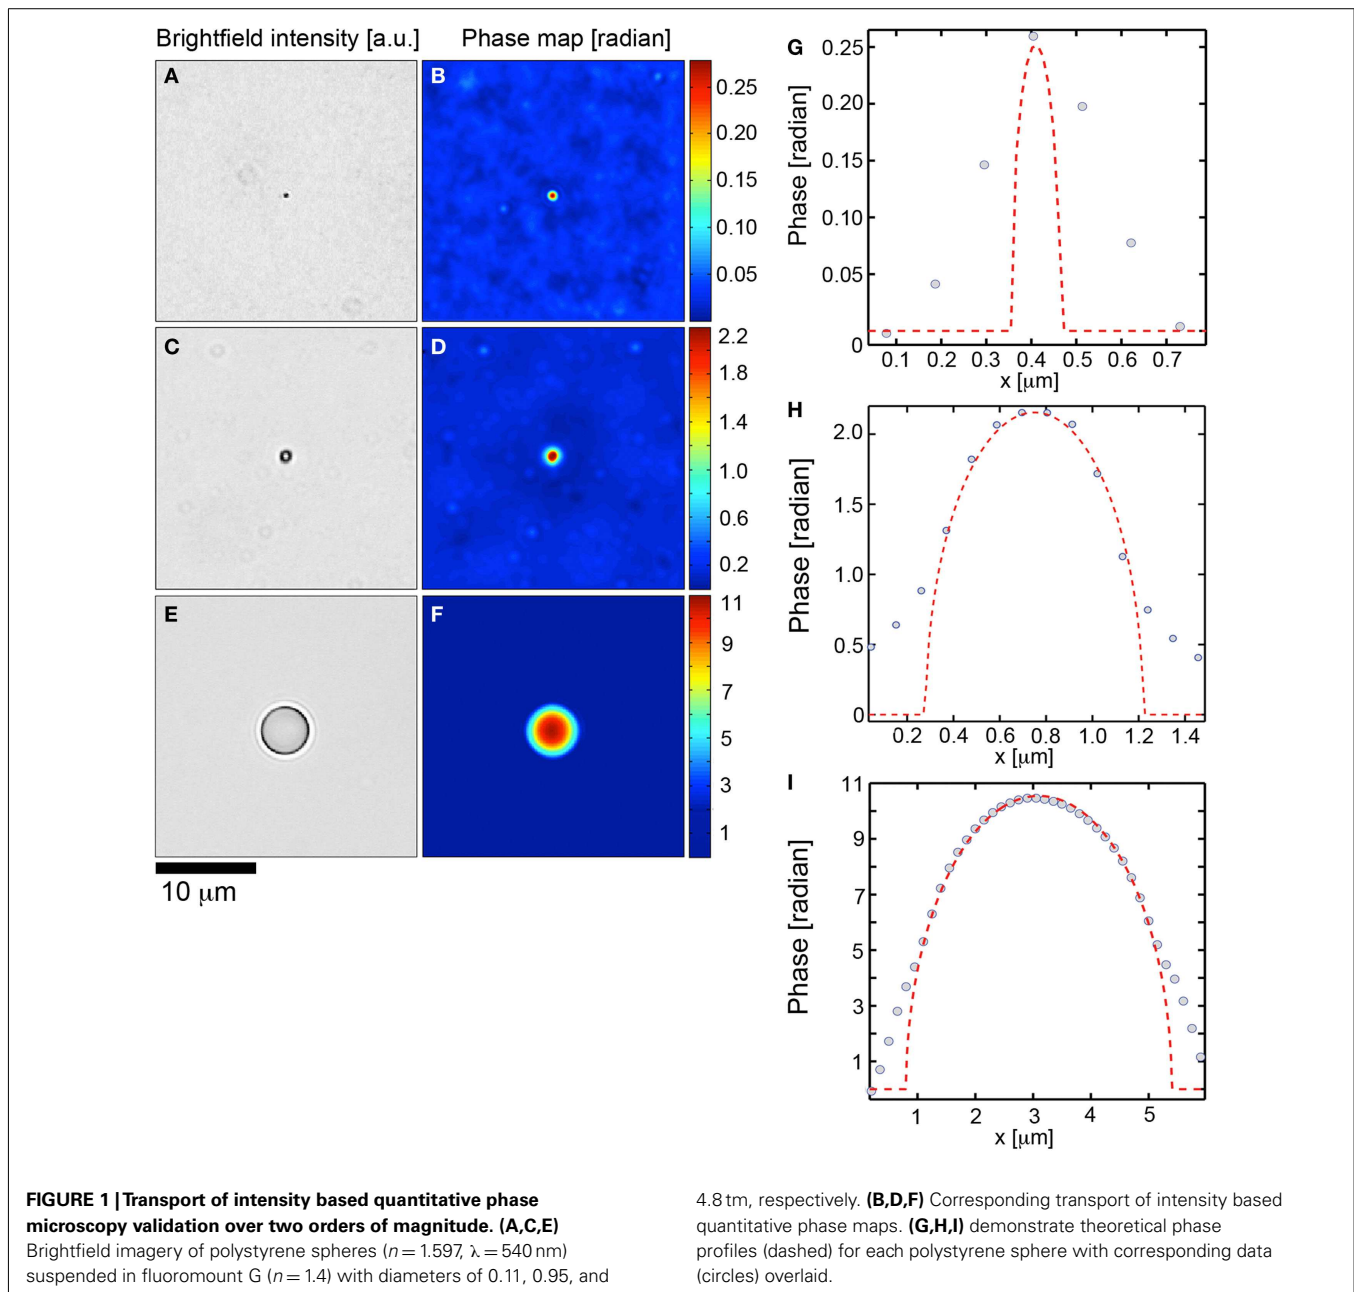 Brightfield intensity [a.u.]
Phase map [radian]
A
B
0.25
0.20
0.15
0.10
0.05
C
D
2.2
1.8
1.4
1.0
0.6
0.2
E
F
11
9
7
5
3
1
10 μm
G
0.25
0.20
0.15
0.10
0.05
0
Phase [radian]
0.1 0.2 0.3 0.4 0.5 0.6 0.7
x [μm]
H
2.0
1.5
1.0
0.5
0
Phase [radian]
0.2 0.4 0.6 0.8 1.0 1.2 1.4
x [μm]
I
11
9
7
5
3
1
Phase [radian]
1 2 3 4 5
x [μm]
FIGURE 1 | Transport of intensity based quantitative phase
microscopy validation over two orders of magnitude. (A,C,E)
Brightfield imagery of polystyrene spheres (n = 1.597, λ = 540 nm)
suspended in fluoromount G (n = 1.4) with diameters of 0.11, 0.95, and
4.8 tm, respectively. (B,D,F) Corresponding transport of intensity based
quantitative phase maps. (G,H,I) demonstrate theoretical phase
profiles (dashed) for each polystyrene sphere with corresponding data
(circles) overlaid.